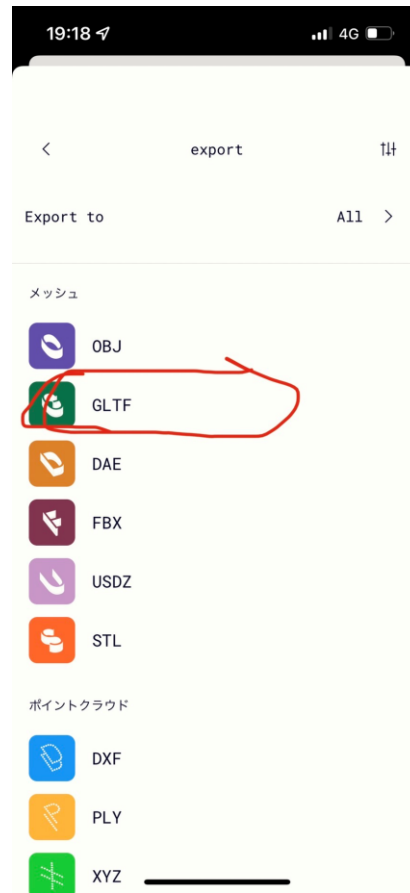 19:18
4G
export
Export to
All
メッシュ
OBJ
GLTF
DAE
FBX
USDZ
STL
ポイントクラウド
DXF
PLY
XYZ